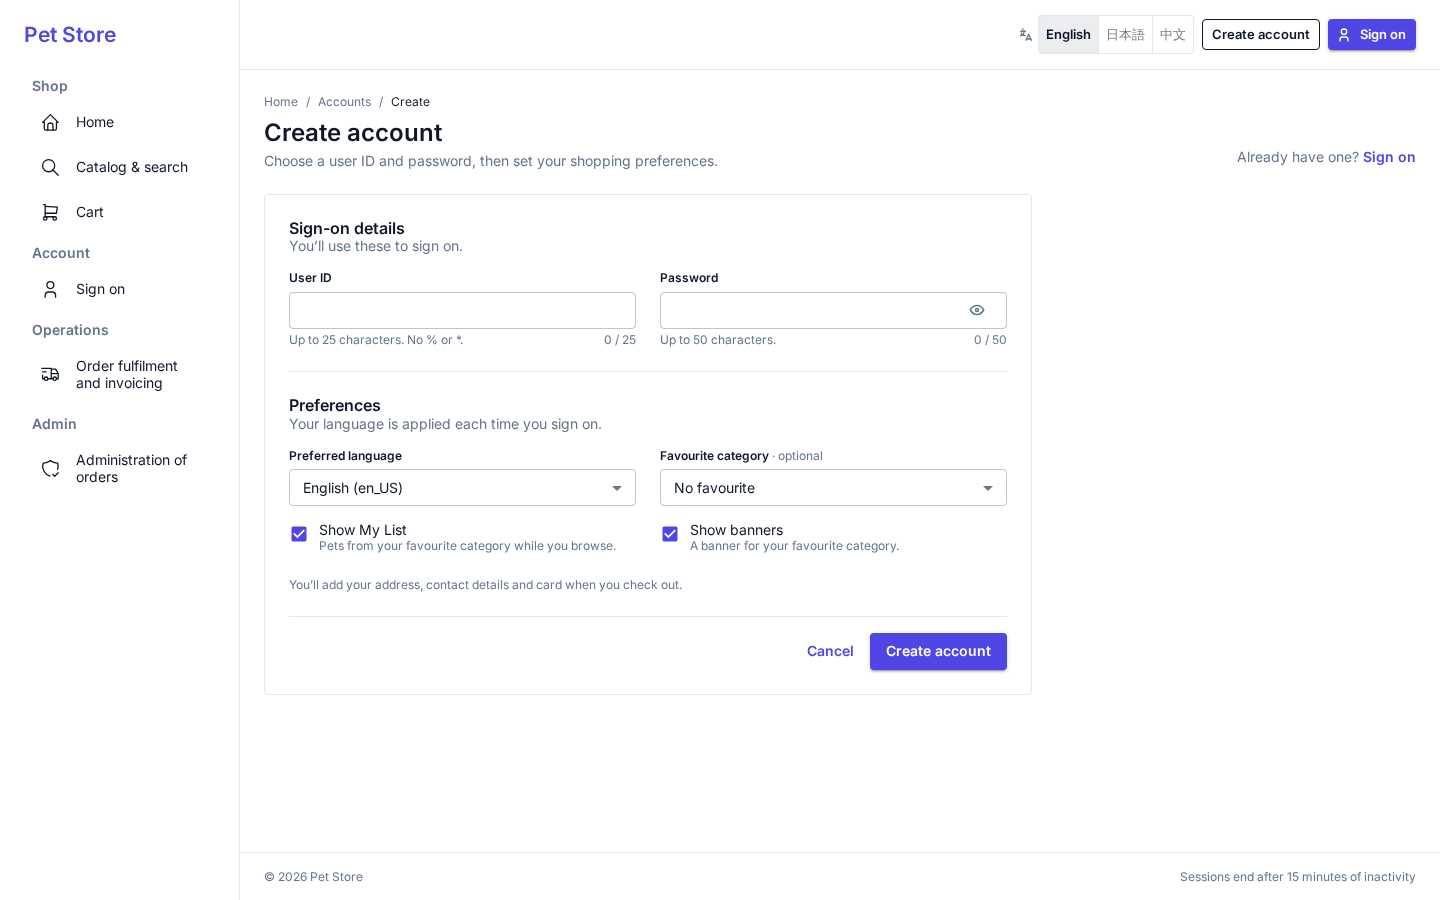 Pet Store
Shop
Home
Catalog & search
Cart
Account
Sign on
Operations
Order fulfilment
and invoicing
Admin
Administration of
orders
English 日本語 中文 Create account Sign on
Home / Accounts / Create
Create account
Choose a user ID and password, then set your shopping preferences.
Already have one? Sign on
Sign-on details
You’ll use these to sign on.
User ID Password
Up to 25 characters. No % or *. 0 / 25 Up to 50 characters. 0 / 50
Preferences
Your language is applied each time you sign on.
Preferred language Favourite category · optional
English (en_US) No favourite
Show My List Show banners
Pets from your favourite category while you browse. A banner for your favourite category.
You’ll add your address, contact details and card when you check out.
Cancel Create account
© 2026 Pet Store Sessions end after 15 minutes of inactivity